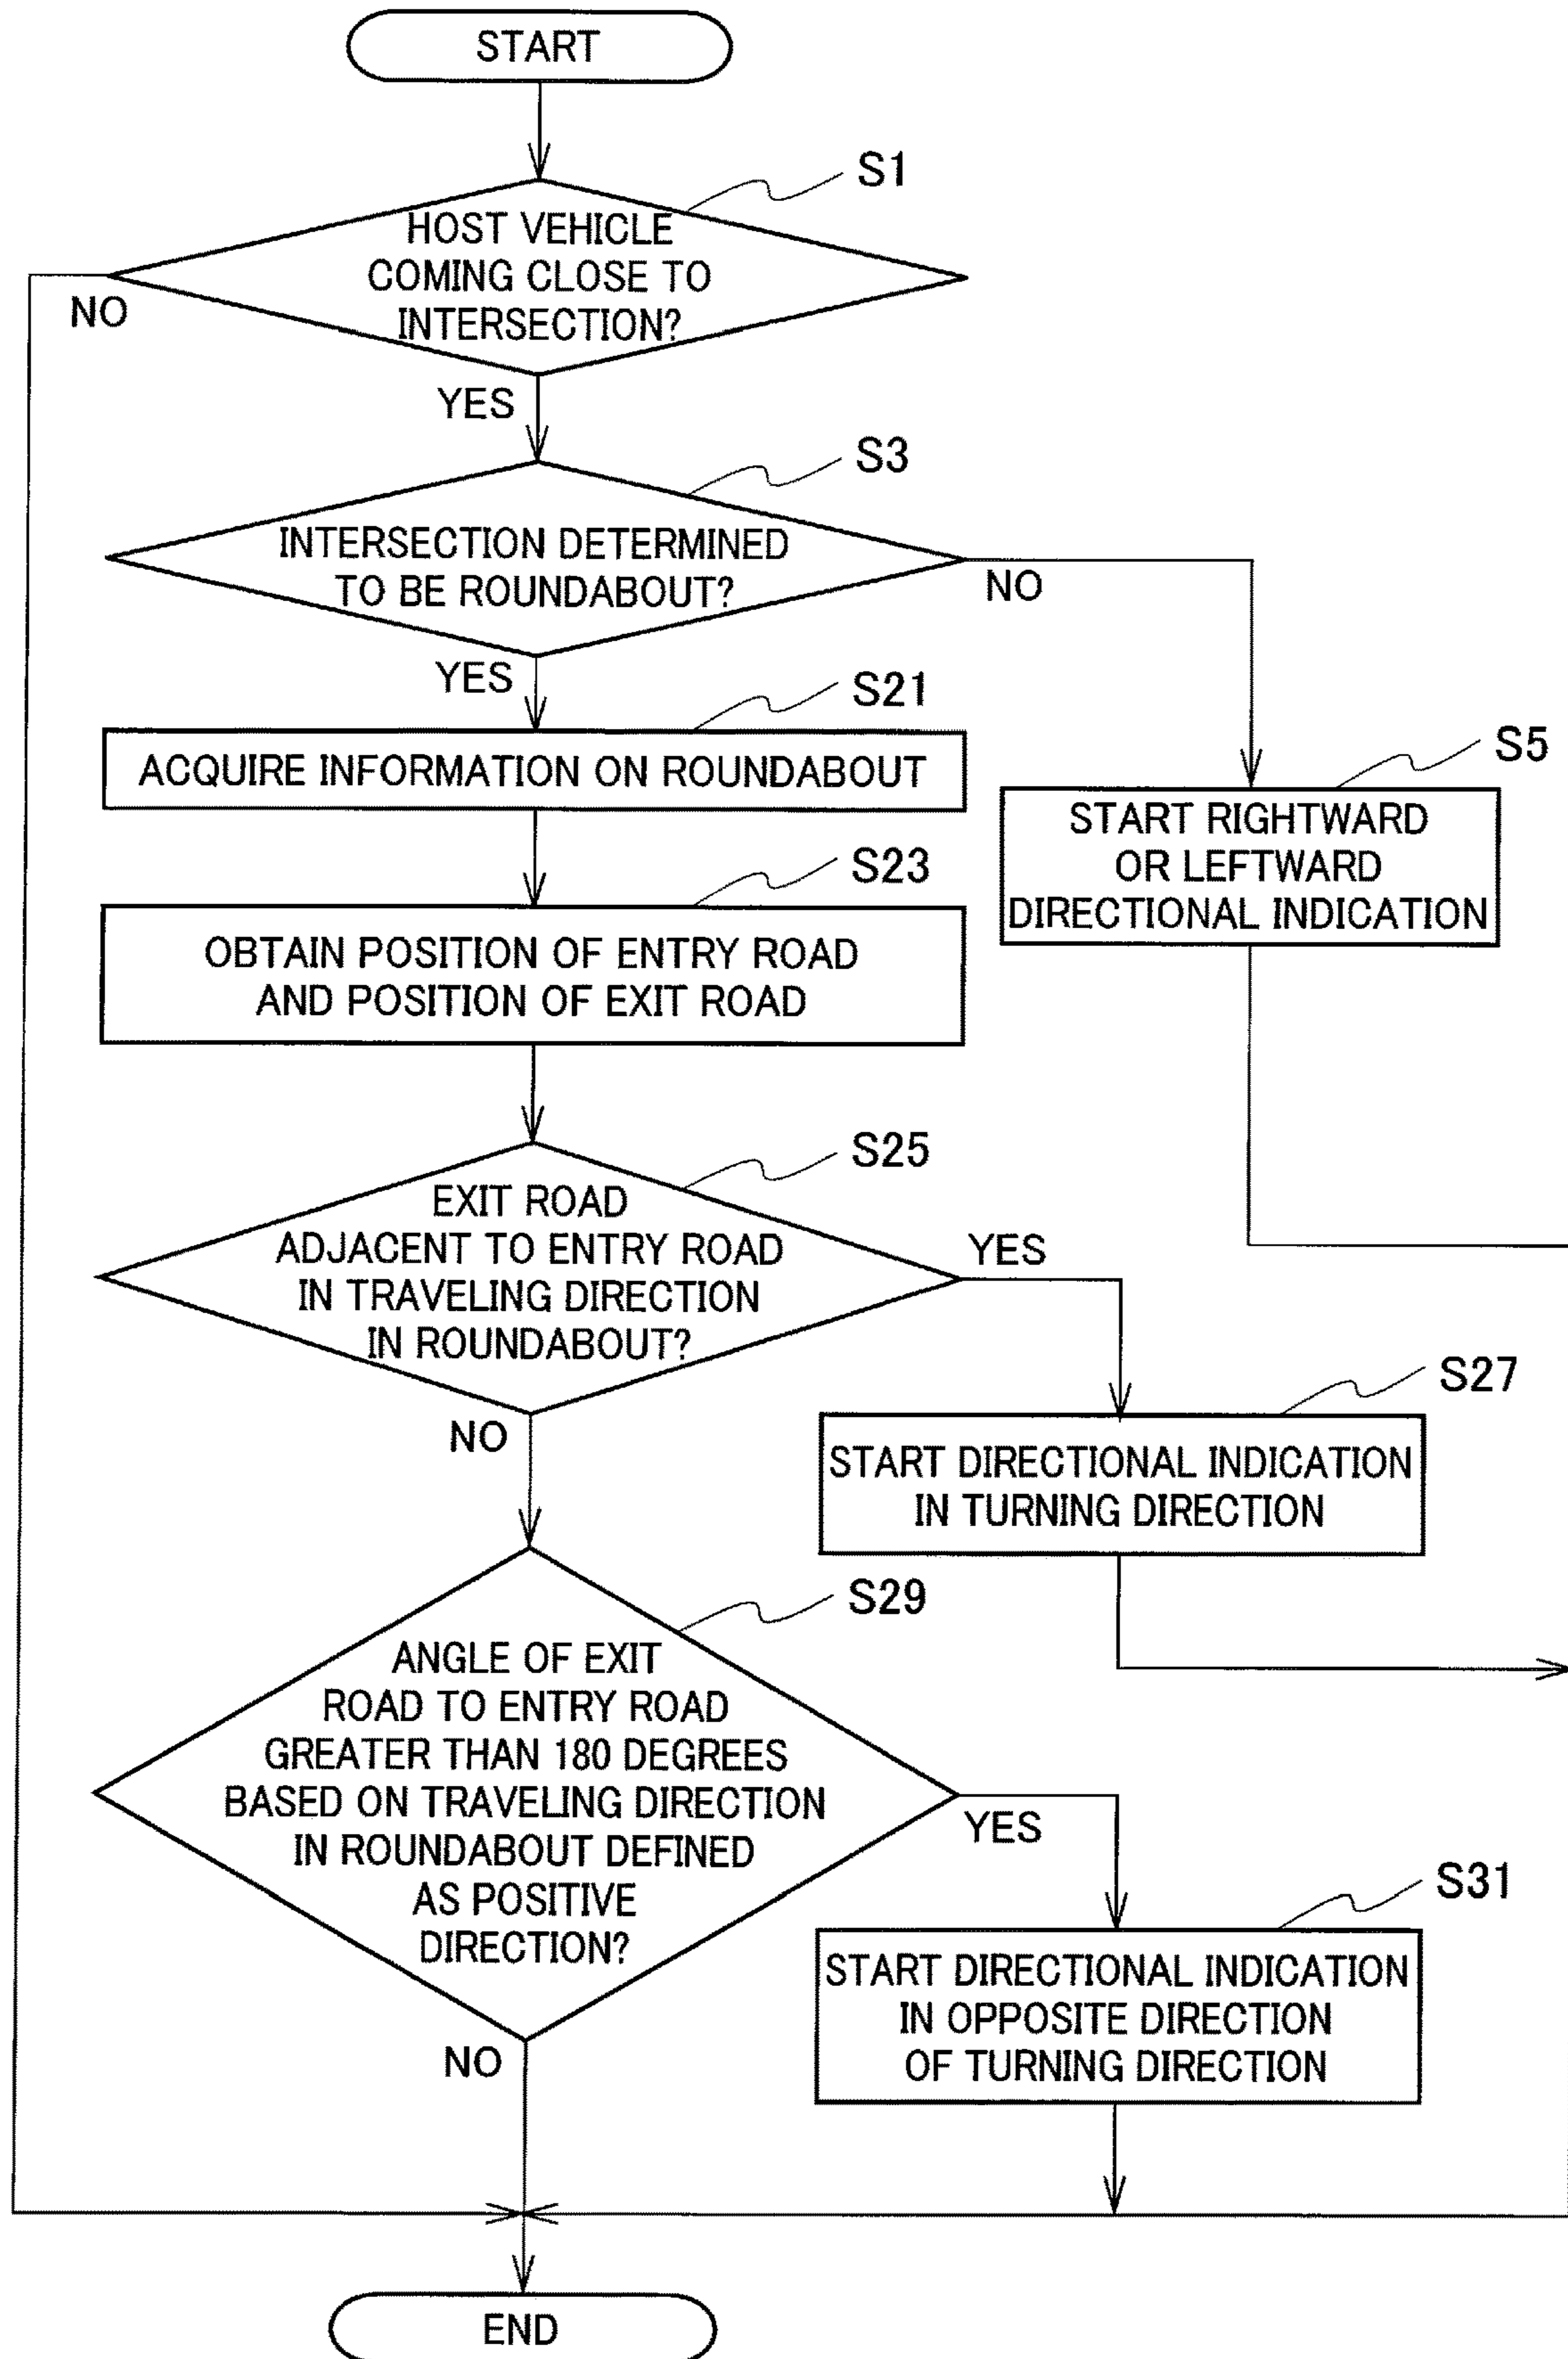 START
S1
HOST VEHICLE
COMING CLOSE TO
INTERSECTION?
NO
YES
S3
INTERSECTION DETERMINED
TO BE ROUNDABOUT?
NO
YES
S21
ACQUIRE INFORMATION ON ROUNDABOUT
S5
START RIGHTWARD
OR LEFTWARD
DIRECTIONAL INDICATION
S23
OBTAIN POSITION OF ENTRY ROAD
AND POSITION OF EXIT ROAD
S25
EXIT ROAD
ADJACENT TO ENTRY ROAD
IN TRAVELING DIRECTION
IN ROUNDABOUT?
YES
NO
S27
START DIRECTIONAL INDICATION
IN TURNING DIRECTION
S29
ANGLE OF EXIT
ROAD TO ENTRY ROAD
GREATER THAN 180 DEGREES
BASED ON TRAVELING DIRECTION
IN ROUNDABOUT DEFINED
AS POSITIVE
DIRECTION?
YES
NO
S31
START DIRECTIONAL INDICATION
IN OPPOSITE DIRECTION
OF TURNING DIRECTION
END